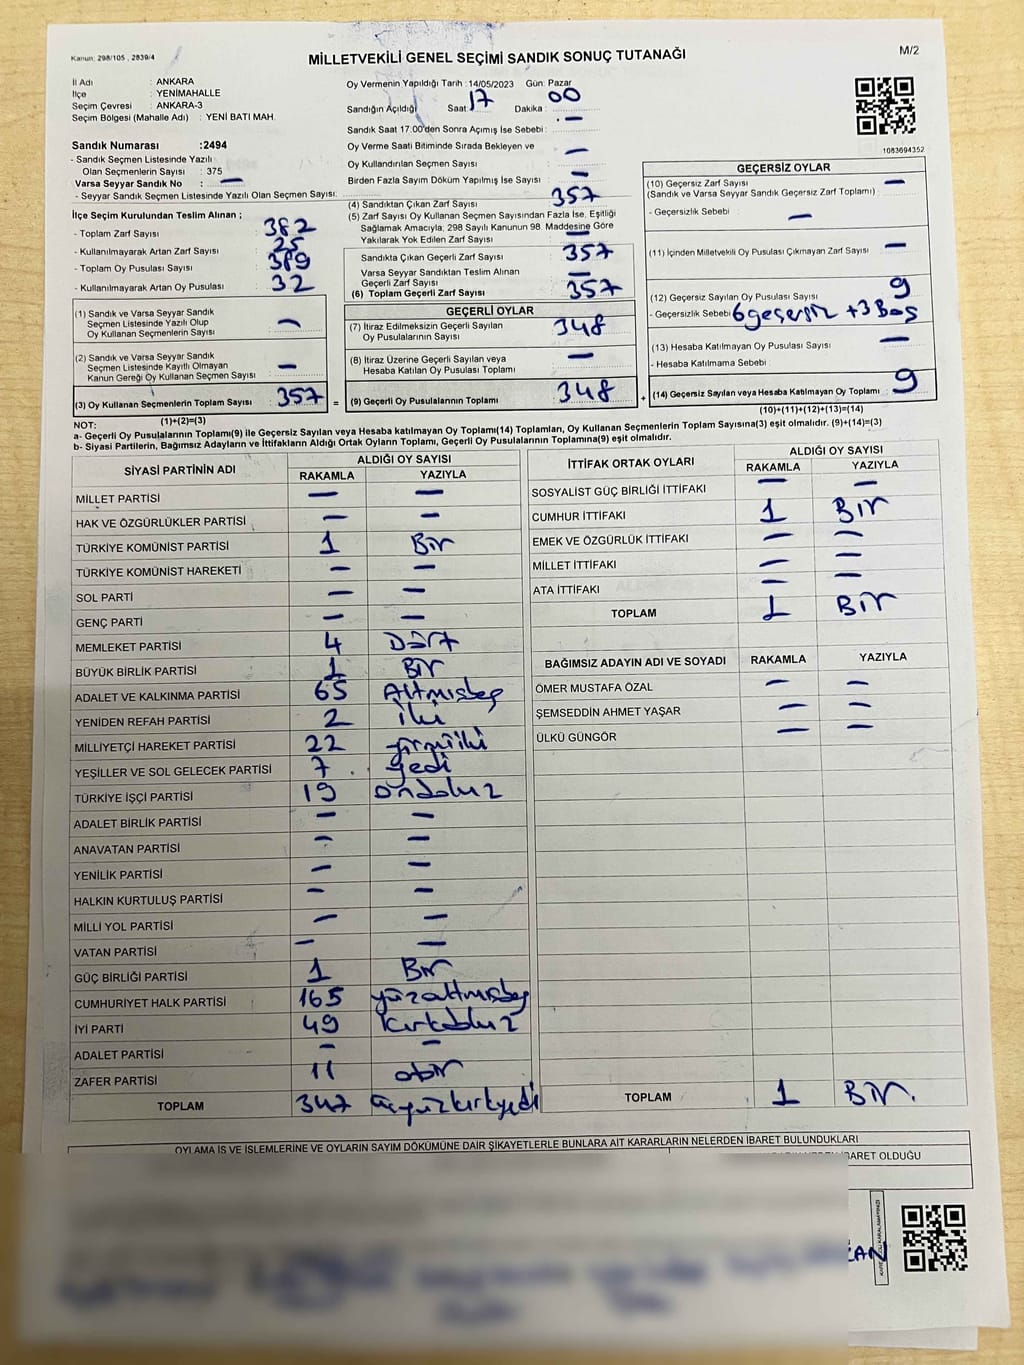 Kanun: 298/105 , 2839/4
MİLLETVEKİLİ GENEL SEÇİMİ SANDIK SONUÇ TUTANAĞI
M/2
İl Adı : ANKARA
İlçe : YENİMAHALLE
Seçim Çevresi : ANKARA-3
Seçim Bölgesi (Mahalle Adı) : YENİ BATI MAH.
Sandık Numarası :2494
- Sandık Seçmen Listesinde Yazılı
Olan Seçmenlerin Sayısı : 375
Varsa Seyyar Sandık No : —
- Seyyar Sandık Seçmen Listesinde Yazılı Olan Seçmen Sayısı:
İlçe Seçim Kurulundan Teslim Alınan ;
- Toplam Zarf Sayısı : 382
- Kullanılmayarak Artan Zarf Sayısı : 25
- Toplam Oy Pusulası Sayısı : 389
- Kullanılmayarak Artan Oy Pusulası : 32
(1) Sandık ve Varsa Seyyar Sandık
Seçmen Listesinde Yazılı Olup
Oy Kullanan Seçmenlerin Sayısı : —
(2) Sandık ve Varsa Seyyar Sandık
Seçmen Listesinde Kayıtlı Olmayan
Kanun Gereği Oy Kullanan Seçmen Sayısı : —
(3) Oy Kullanan Seçmenlerin Toplam Sayısı : 357 =
(1)+(2)=(3)
Oy Vermenin Yapıldığı Tarih : 14/05/2023 Gün: Pazar
Sandığın Açıldığı Saat : 17 Dakika : 00
Sandık Saat 17.00'den Sonra Açımış İse Sebebi : —
Oy Verme Saati Bitiminde Sırada Bekleyen ve
Oy Kullandırılan Seçmen Sayısı : —
Birden Fazla Sayım Döküm Yapılmış İse Sayısı : —
(4) Sandıktan Çıkan Zarf Sayısı : 357
(5) Zarf Sayısı Oy Kullanan Seçmen Sayısından Fazla İse, Eşitliği
Sağlamak Amacıyla; 298 Sayılı Kanunun 98. Maddesine Göre
Yakılarak Yok Edilen Zarf Sayısı : —
Sandıkta Çıkan Geçerli Zarf Sayısı : 357
Varsa Seyyar Sandıktan Teslim Alınan
Geçerli Zarf Sayısı : —
(6) Toplam Geçerli Zarf Sayısı : 357
GEÇERLİ OYLAR
(7) İtiraz Edilmeksizin Geçerli Sayılan
Oy Pusulalarının Sayısı : 348
(8) İtiraz Üzerine Geçerli Sayılan veya
Hesaba Katılan Oy Pusulası Toplamı : —
(9) Geçerli Oy Pusulalarının Toplamı : 348 +
1083694352
GEÇERSİZ OYLAR
(10) Geçersiz Zarf Sayısı : —
(Sandık ve Varsa Seyyar Sandık Geçersiz Zarf Toplamı)
- Geçersizlik Sebebi : —
(11) İçinden Milletvekili Oy Pusulası Çıkmayan Zarf Sayısı : —
(12) Geçersiz Sayılan Oy Pusulası Sayısı : 9
- Geçersizlik Sebebi 6 geçersiz +3 Boş
(13) Hesaba Katılmayan Oy Pusulası Sayısı : —
- Hesaba Katılmama Sebebi :
(14) Geçersiz Sayılan veya Hesaba Katılmayan Oy Toplamı : 9
(10)+(11)+(12)+(13)=(14)
NOT:
a- Geçerli Oy Pusulalarının Toplamı(9) ile Geçersiz Sayılan veya Hesaba katılmayan Oy Toplamı(14) Toplamları, Oy Kullanan Seçmenlerin Toplam Sayısına(3) eşit olmalıdır. (9)+(14)=(3)
b- Siyasi Partilerin, Bağımsız Adayların ve İttifakların Aldığı Ortak Oyların Toplamı, Geçerli Oy Pusulalarının Toplamına(9) eşit olmalıdır.
SİYASİ PARTİNİN ADI ALDIĞI OY SAYISI
RAKAMLA YAZIYLA
MİLLET PARTİSİ — —
HAK VE ÖZGÜRLÜKLER PARTİSİ — —
TÜRKİYE KOMÜNİST PARTİSİ 1 Bir
TÜRKİYE KOMÜNİST HAREKETİ — —
SOL PARTİ — —
GENÇ PARTİ — —
MEMLEKET PARTİSİ 4 Dört
BÜYÜK BİRLİK PARTİSİ 1 Bir
ADALET VE KALKINMA PARTİSİ 65 Altmışbeş
YENİDEN REFAH PARTİSİ 2 iki
MİLLİYETÇİ HAREKET PARTİSİ 22 yirmiiki
YEŞİLLER VE SOL GELECEK PARTİSİ 7 yedi
TÜRKİYE İŞÇİ PARTİSİ 19 ondokuz
ADALET BİRLİK PARTİSİ — —
ANAVATAN PARTİSİ — —
YENİLİK PARTİSİ — —
HALKIN KURTULUŞ PARTİSİ — —
MİLLİ YOL PARTİSİ — —
VATAN PARTİSİ — —
GÜÇ BİRLİĞİ PARTİSİ 1 Bir
CUMHURİYET HALK PARTİSİ 165 yüzaltmışbeş
İYİ PARTİ 49 kırkdokuz
ADALET PARTİSİ — —
ZAFER PARTİSİ 11 onbir
TOPLAM 347 üçyüzkırkyedi
İTTİFAK ORTAK OYLARI ALDIĞI OY SAYISI
RAKAMLA YAZIYLA
SOSYALİST GÜÇ BİRLİĞİ İTTİFAKI — —
CUMHUR İTTİFAKI 1 Bir
EMEK VE ÖZGÜRLÜK İTTİFAKI — —
MİLLET İTTİFAKI — —
ATA İTTİFAKI — —
TOPLAM 1 Bir
BAĞIMSIZ ADAYIN ADI VE SOYADI RAKAMLA YAZIYLA
ÖMER MUSTAFA ÖZAL — —
ŞEMSEDDİN AHMET YAŞAR — —
ÜLKÜ GÜNGÖR — —
TOPLAM 1 Bir.
OYLAMA İŞ VE İŞLEMLERİNE VE OYLARIN SAYIM DÖKÜMÜNE DAİR ŞİKAYETLERLE BUNLARA AİT KARARLARIN NELERDEN İBARET BULUNDUKLARI
BARET OLDUĞU